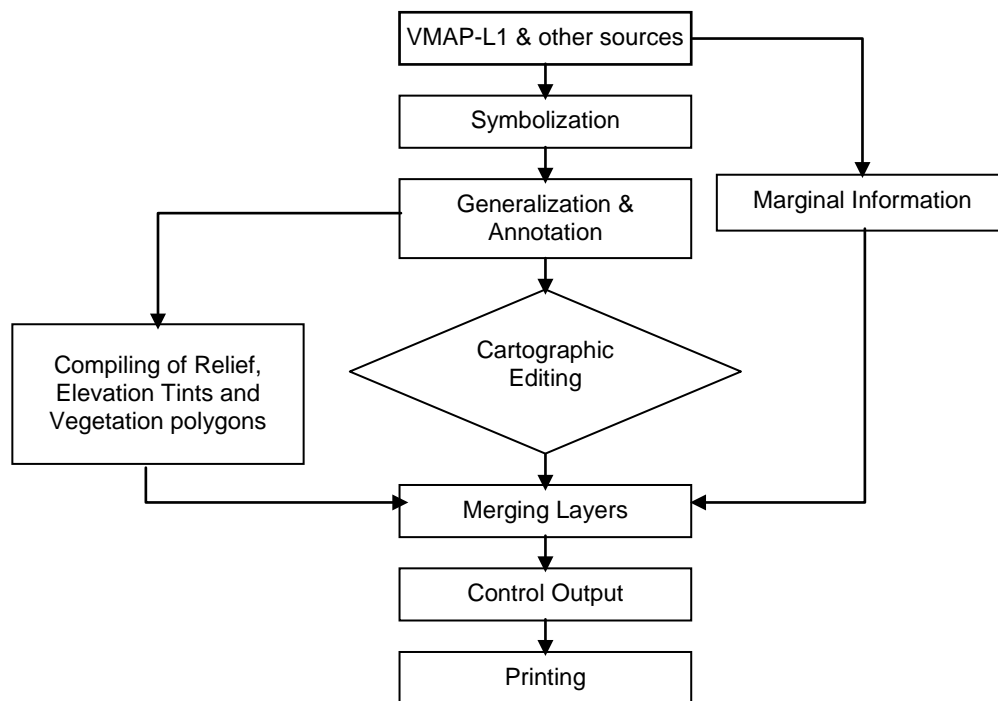 VMAP-L1 & other sources
Symbolization
Generalization &
Annotation
Marginal Information
Compiling of Relief,
Elevation Tints and
Vegetation polygons
Cartographic
Editing
Merging Layers
Control Output
Printing